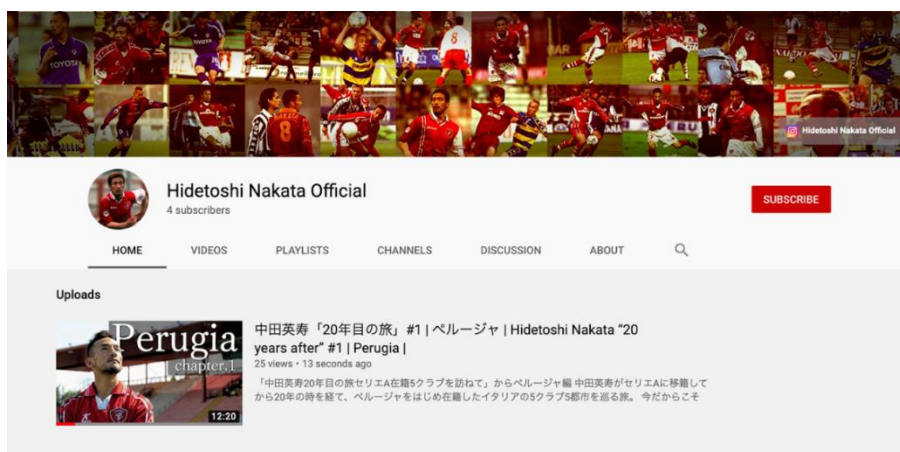 Hidetoshi Nakata Official
Hidetoshi Nakata Official
4 subscribers
SUBSCRIBE
HOME VIDEOS PLAYLISTS CHANNELS DISCUSSION ABOUT
Uploads
Perugia
chapter.1
12:20
中田英寿「20年目の旅」#1 | ペルージャ | Hidetoshi Nakata “20
years after” #1 | Perugia |
25 views • 13 seconds ago
「中田英寿20年目の旅セリエA在籍5クラブを訪ねて」からペルージャ編 中田英寿がセリエAに移籍して
から20年の時を経て、ペルージャをはじめ在籍したイタリアの5クラブ5都市を巡る旅。 今だからこそ